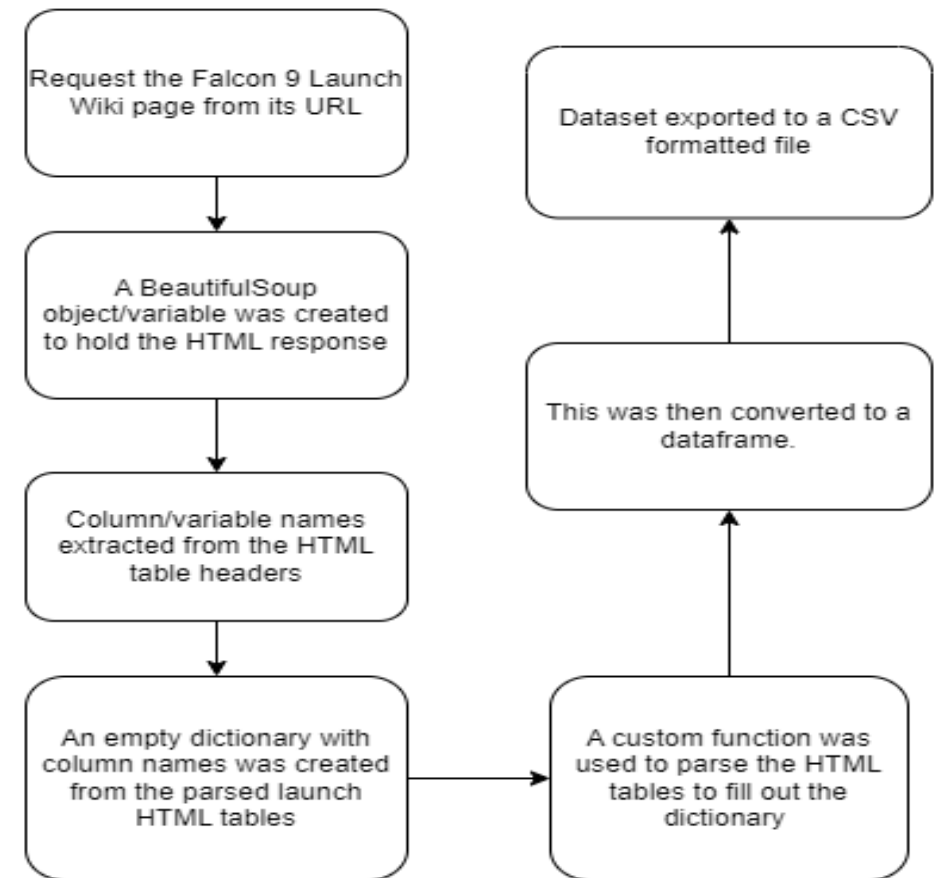 Request the Falcon 9 Launch
Wiki page from its URL
A BeautifulSoup
object/variable was created
to hold the HTML response
Column/variable names
extracted from the HTML
table headers
An empty dictionary with
column names was created
from the parsed launch
HTML tables
A custom function was
used to parse the HTML
tables to fill out the
dictionary
This was then converted to a
dataframe.
Dataset exported to a CSV
formatted file